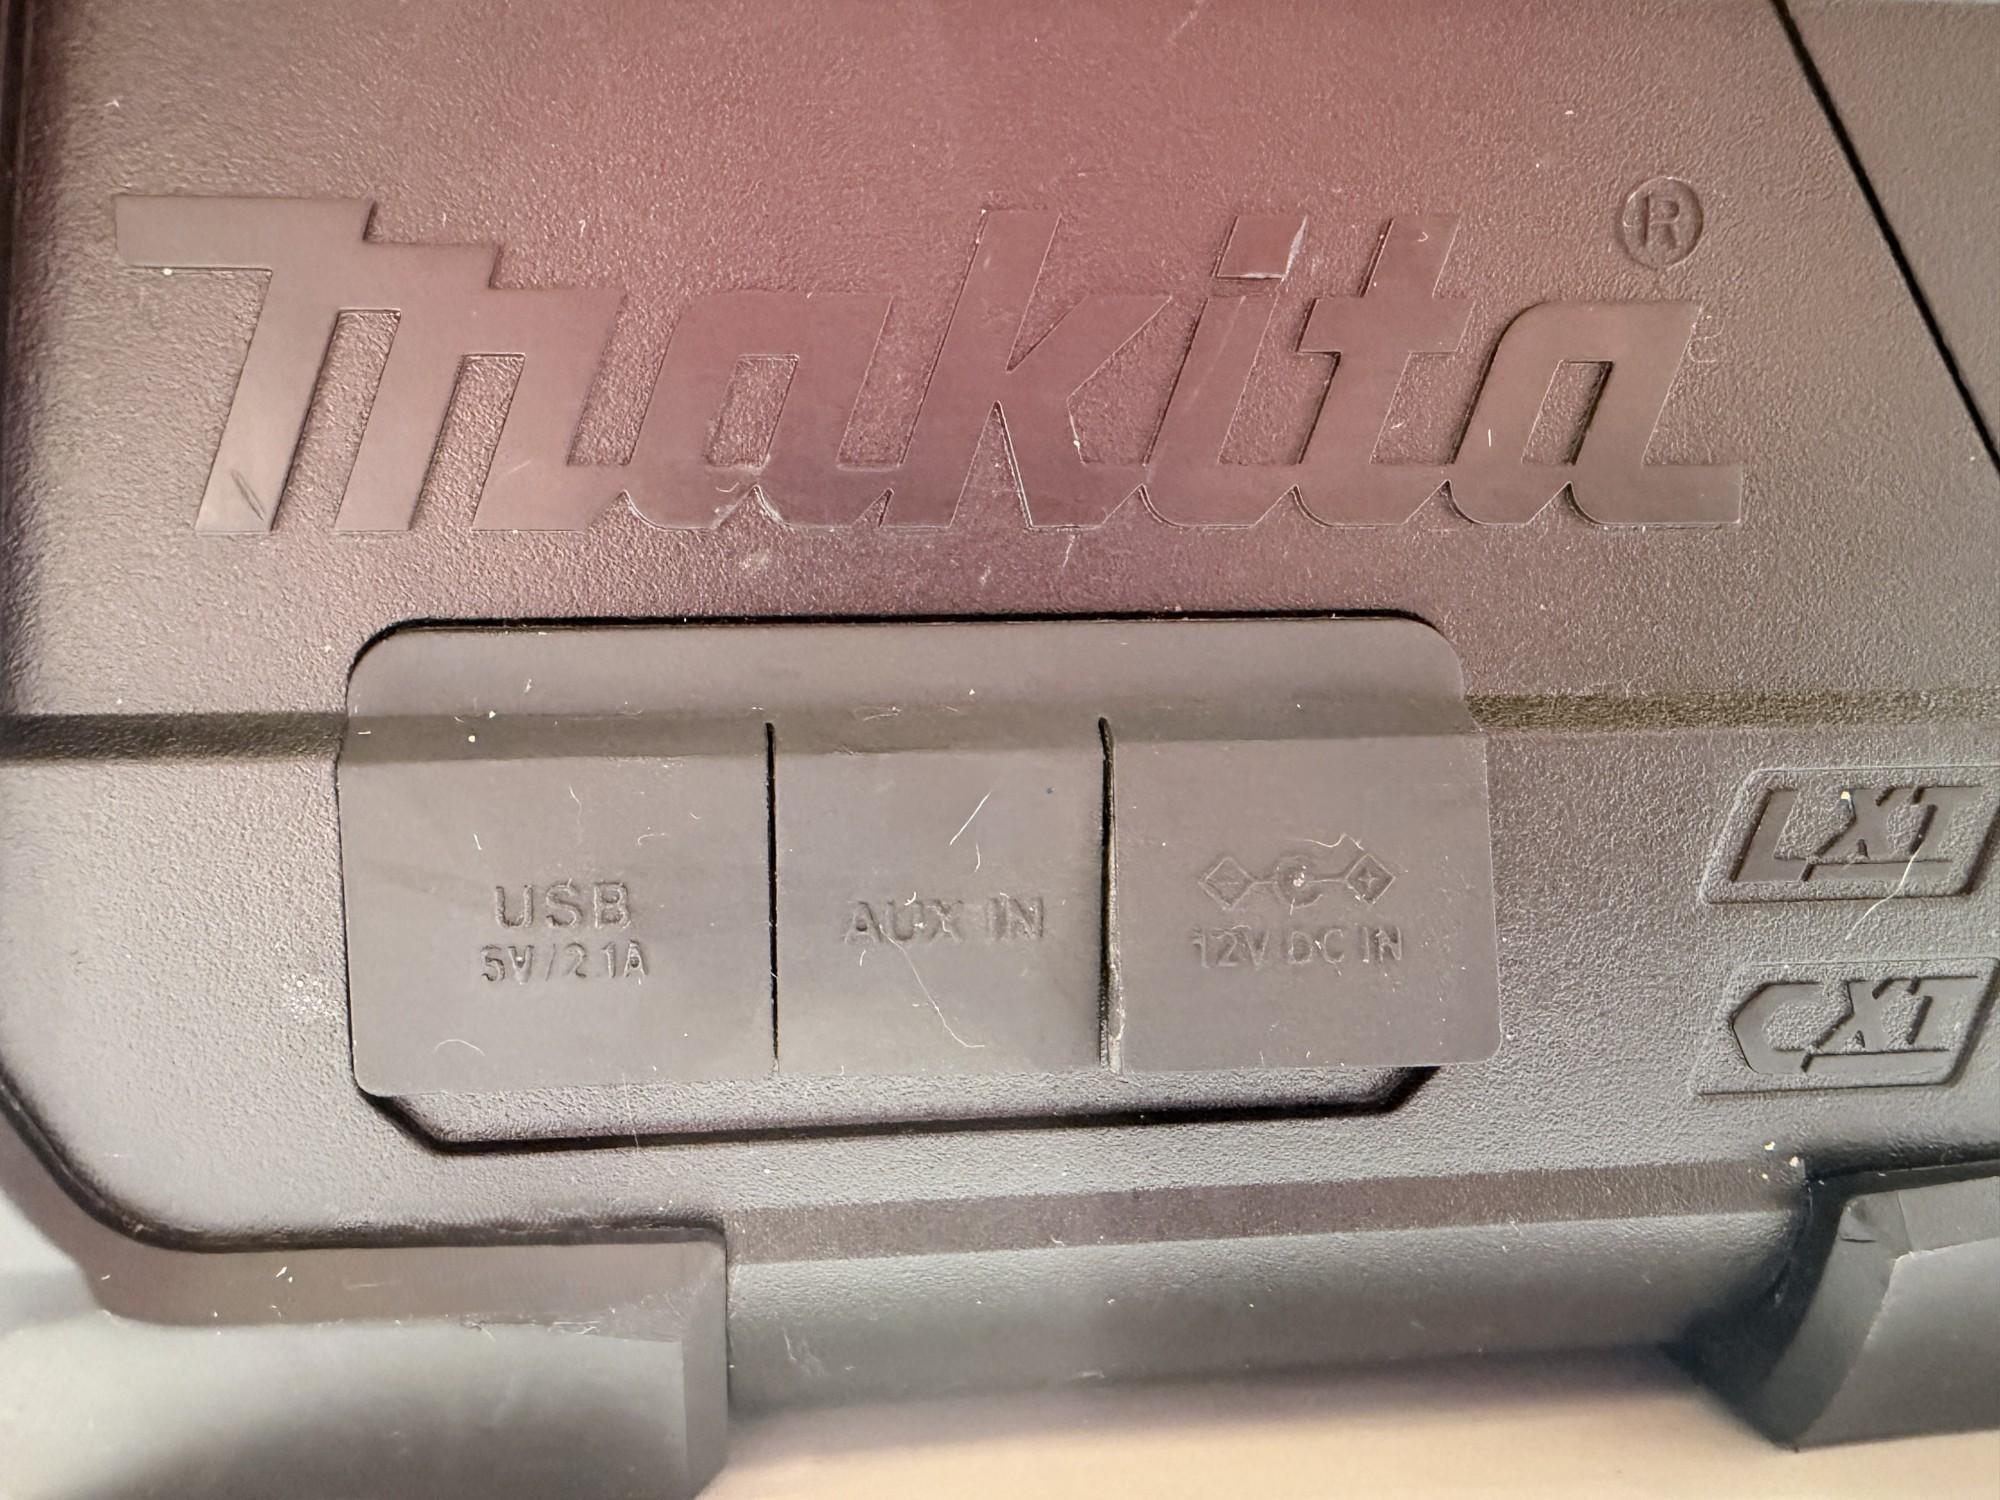 makita®
USB
5V/2.1A
AUX IN
12V DC IN
LXT
CXT